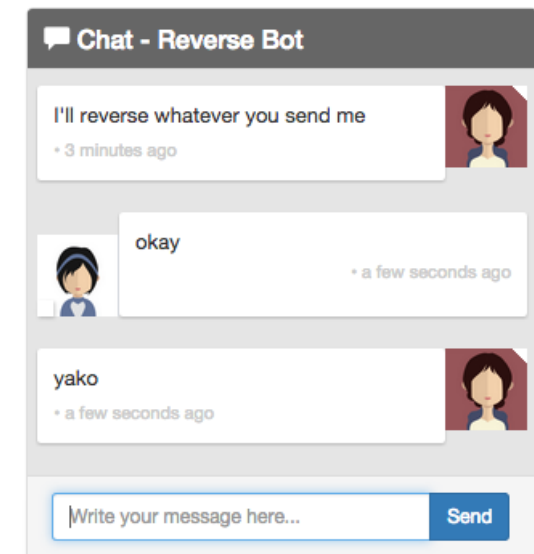 Chat - Reverse Bot
I'll reverse whatever you send me
• 3 minutes ago
okay
• a few seconds ago
yako
• a few seconds ago
Write your message here...
Send